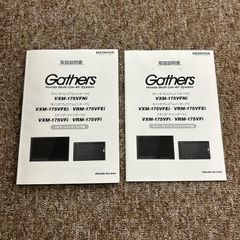 HONDA
取扱説明書
Gathers
Honda Multi Car-AV System
VXM-175VFNi
VXM-175VFEi VRM-175VFEi
VXM-175VFi VRM-175VFi
Honda Access
HONDA
取扱説明書
Gathers
Honda Multi Car-AV System
VXM-175VFNi
VXM-175VFEi VRM-175VFEi
VXM-175VFi VRM-175VFi
Honda Access